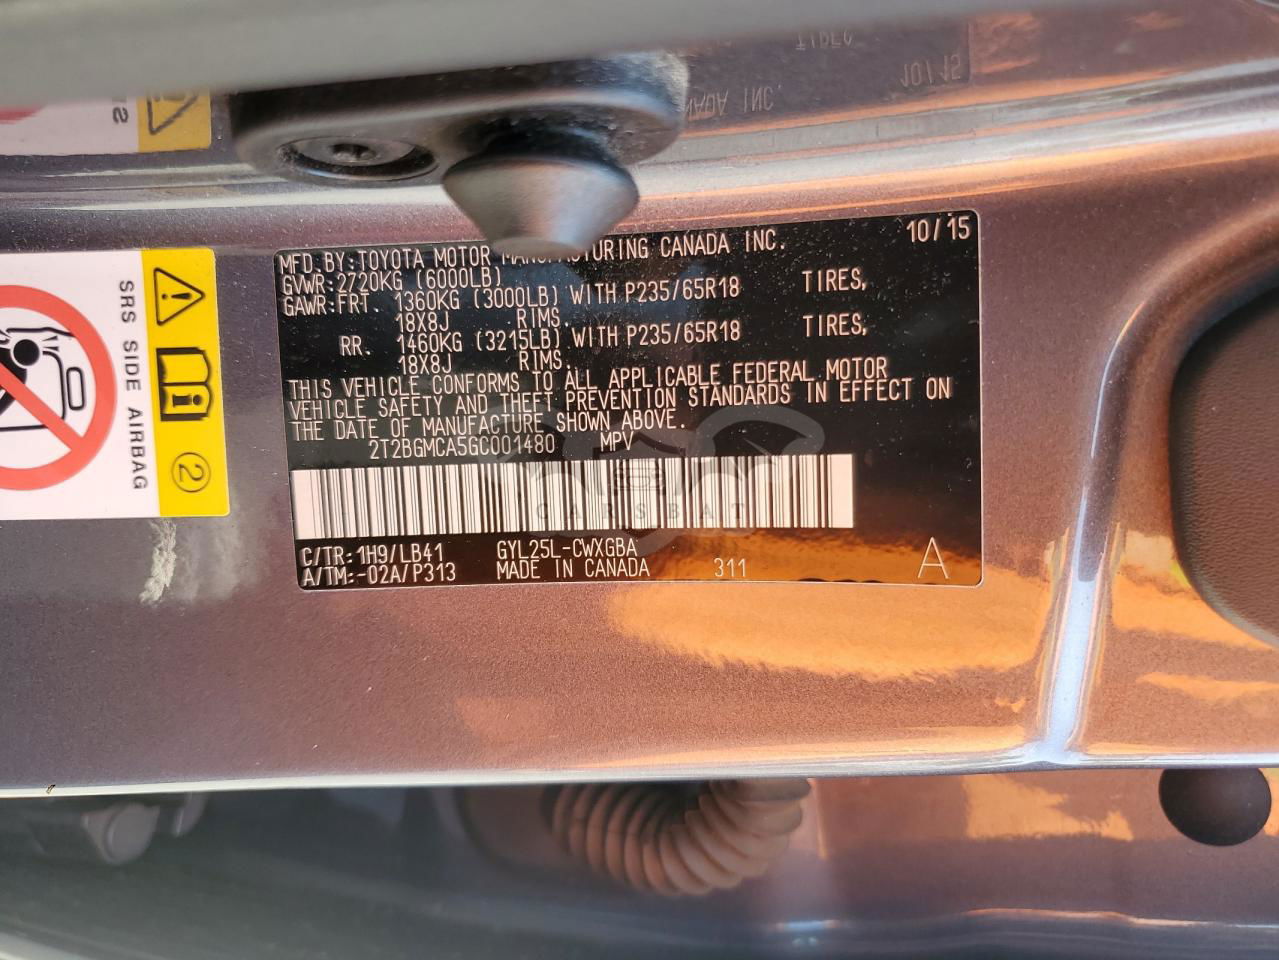 10/15
MFD. BY: TOYOTA MOTOR MANUFACTURING CANADA INC.
GVWR: 2720KG (6000LB)
GAWR: FRT. 1360KG (3000LB) WITH P235/65R18 TIRES,
18X8J RIMS.
RR. 1460KG (3215LB) WITH P235/65R18 TIRES,
18X8J RIMS.
THIS VEHICLE CONFORMS TO ALL APPLICABLE FEDERAL MOTOR
VEHICLE SAFETY AND THEFT PREVENTION STANDARDS IN EFFECT ON
THE DATE OF MANUFACTURE SHOWN ABOVE.
2T2BGMCA5GC001480 MPV
CARSBAT
C/TR: 1H9/LB41 GYL25L-CWXGBA
A/TM: -02A/P313 MADE IN CANADA 311 A
SRS SIDE AIRBAG
2